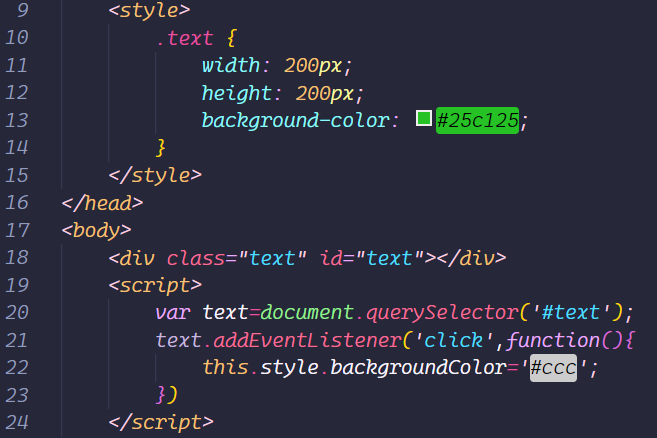 9 <style>
10 .text {
11 width: 200px;
12 height: 200px;
13 background-color: #25c125;
14 }
15 </style>
16 </head>
17 <body>
18 <div class="text" id="text"></div>
19 <script>
20 var text=document.querySelector('#text');
21 text.addEventListener('click',function(){
22 this.style.backgroundColor='#ccc';
23 })
24 </script>